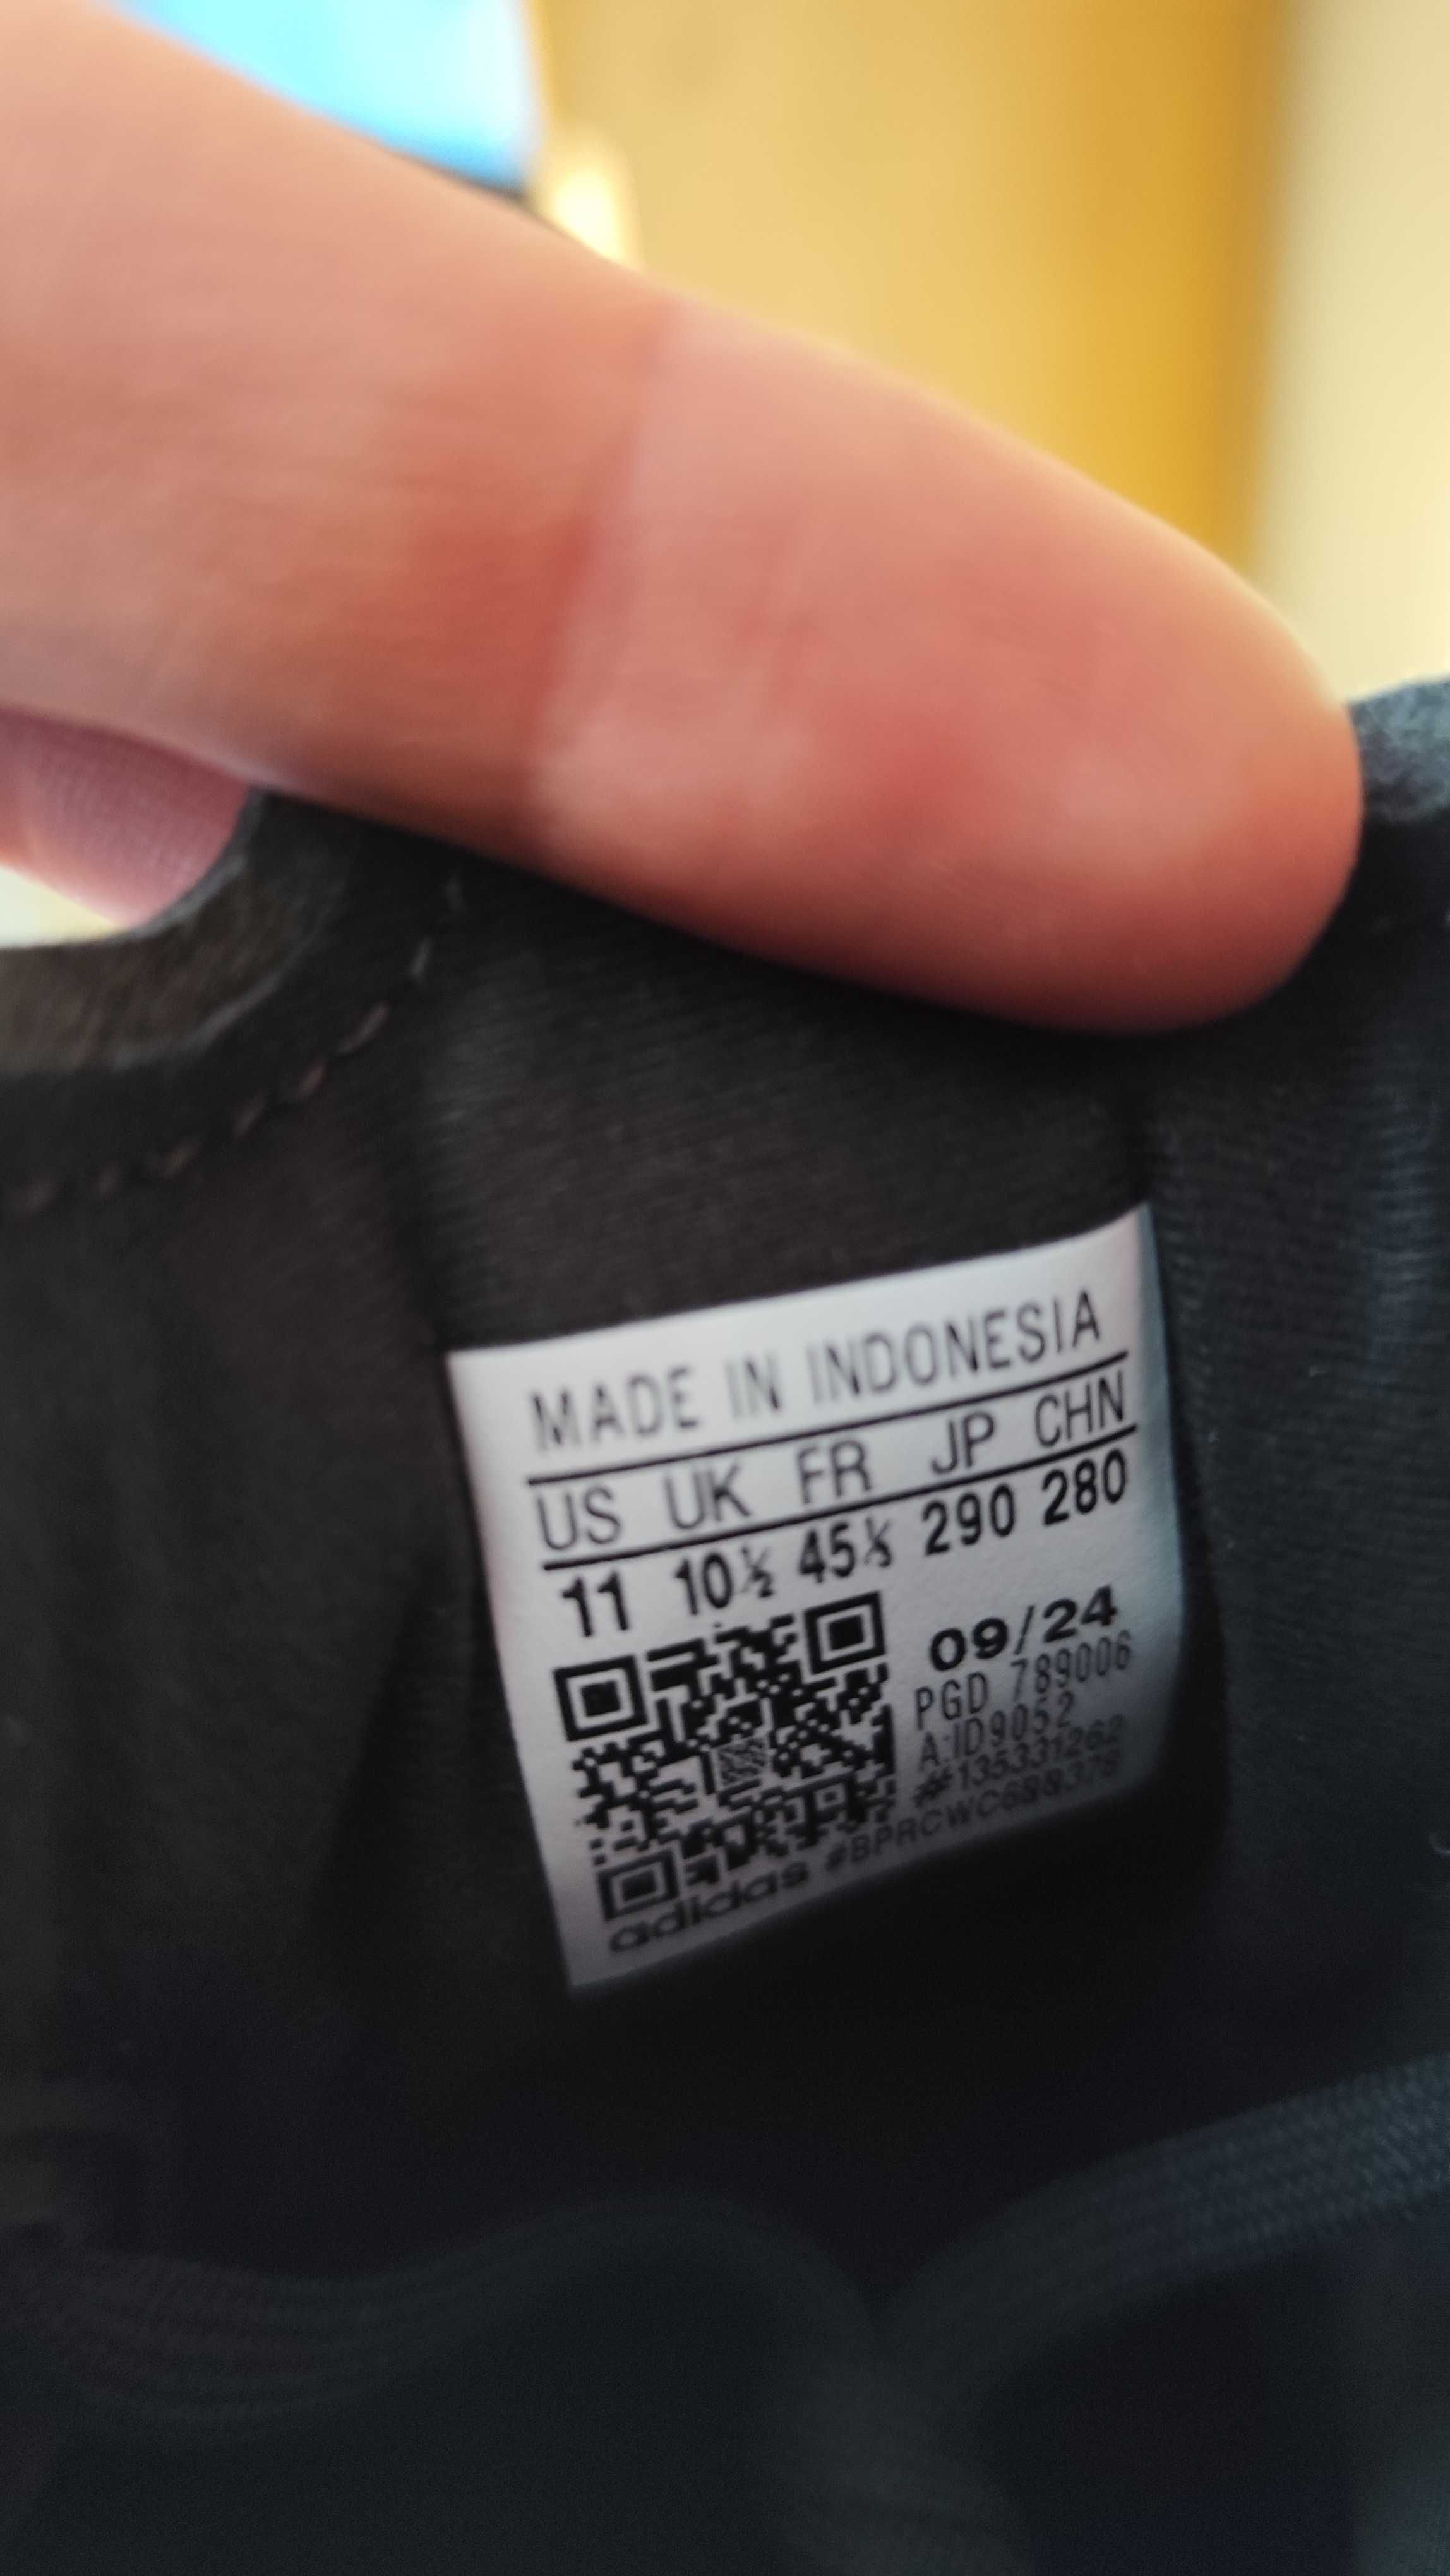 MADE IN INDONESIA
US UK FR JP CHN
11 10½ 45⅓ 290 280
09/24
PGD 789006
A:ID9052
#135331262
adidas